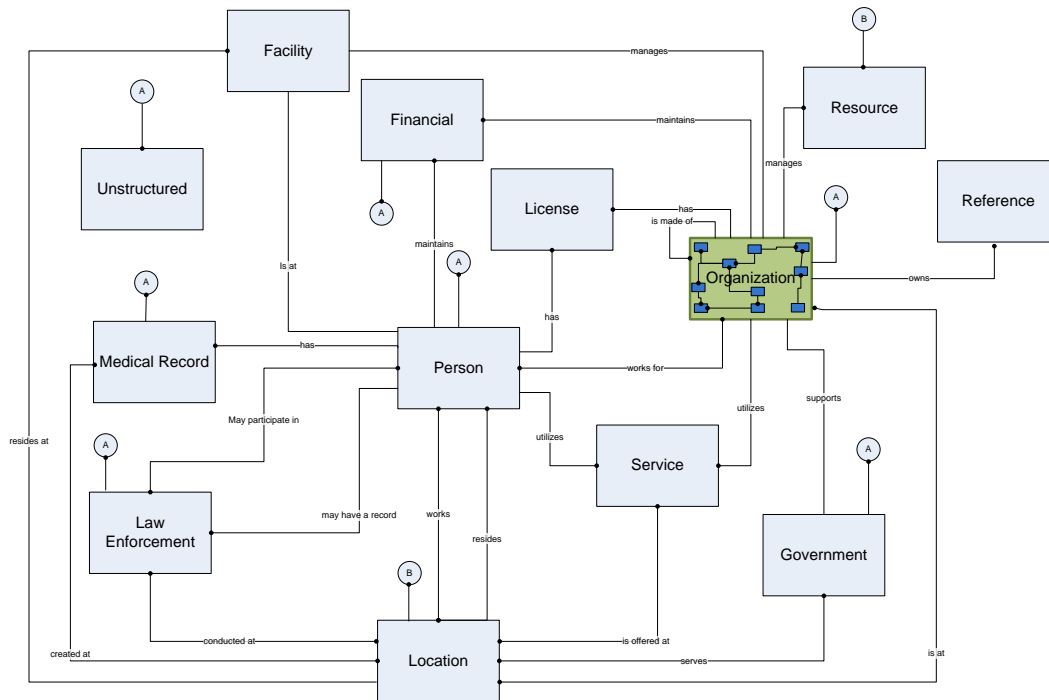 B
Facility
manages
A
Financial
Resource
maintains
Unstructured
manages
A
License
has
is made of
A
Reference
Is at
maintains
A
A
Organization
owns
has
Medical Record
has
Person
works for
supports
May participate in
utilizes
utilizes
resides at
A
Service
A
Law
Enforcement
may have a record
works
resides
Government
B
conducted at
is offered at
created at
Location
serves
is at